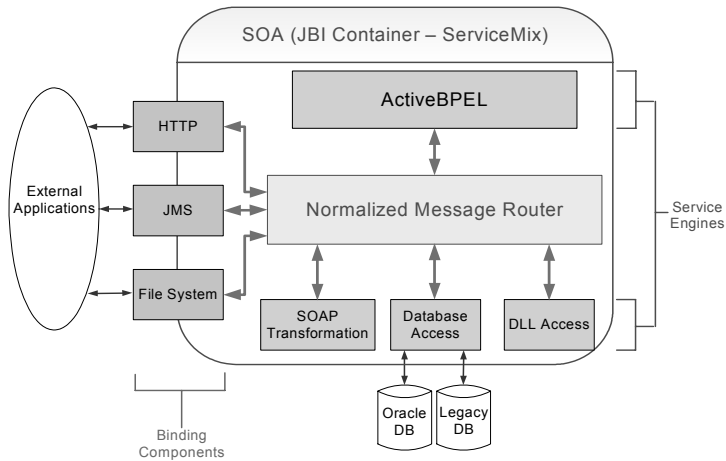 SOA (JBI Container – ServiceMix)
ActiveBPEL
HTTP
External
Applications
JMS
Normalized Message Router
Service
Engines
File System
SOAP
Transformation
Database
Access
DLL Access
Oracle
DB
Legacy
DB
Binding
Components